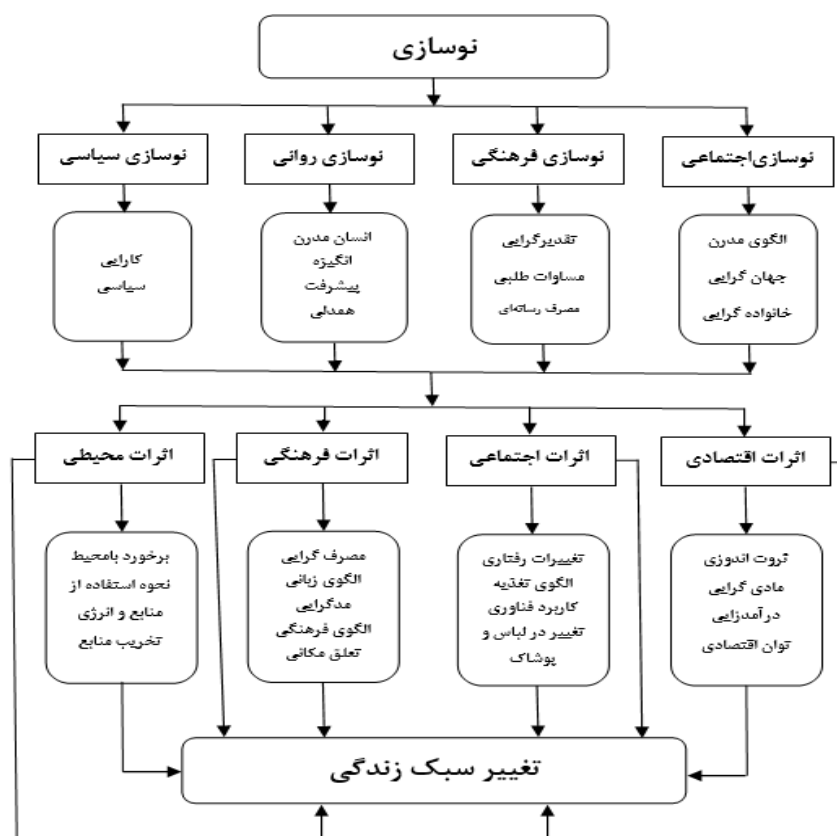 نوسازی
نوسازی اجتماعی
نوسازی فرهنگی
نوسازی روانی
نوسازی سیاسی
الگوی مدرن
جهان گرایی
خانواده گرایی
تقدیرگرایی
مساوات طلبی
مصرف رسانه‌ای
انسان مدرن
انگیزه
پیشرفت
همدلی
کارایی
سیاسی
اثرات اقتصادی
اثرات اجتماعی
اثرات فرهنگی
اثرات محیطی
ثروت اندوزی
مادی گرایی
درآمدزایی
توان اقتصادی
تغییرات رفتاری
الگوی تغذیه
کاربرد فناوری
تغییر در لباس و
پوشاک
مصرف گرایی
الگوی زبانی
مدگرایی
الگوی فرهنگی
تعلق مکانی
برخورد بامحیط
نحوه استفاده از
منابع و انرژی
تخریب منابع
تغییر سبک زندگی